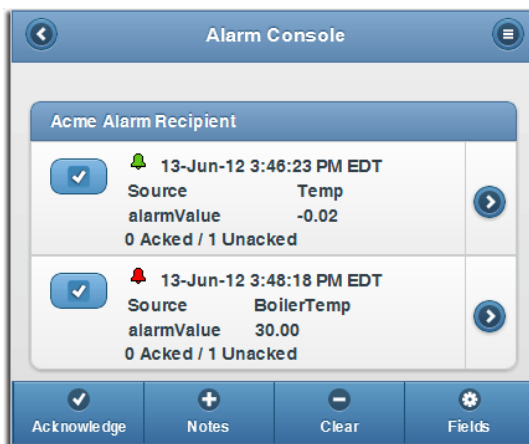 Alarm Console
Acme Alarm Recipient
13-Jun-12 3:46:23 PM EDT
Source Temp
alarmValue -0.02
0 Acked / 1 Unacked
13-Jun-12 3:48:18 PM EDT
Source BoilerTemp
alarmValue 30.00
0 Acked / 1 Unacked
Acknowledge Notes Clear Fields